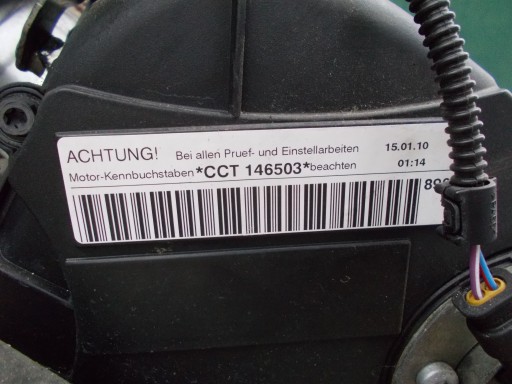 ACHTUNG! Bei allen Pruef- und Einstellarbeiten 15.01.10
Motor-Kennbuchstaben *CCT 146503* beachten 01:14